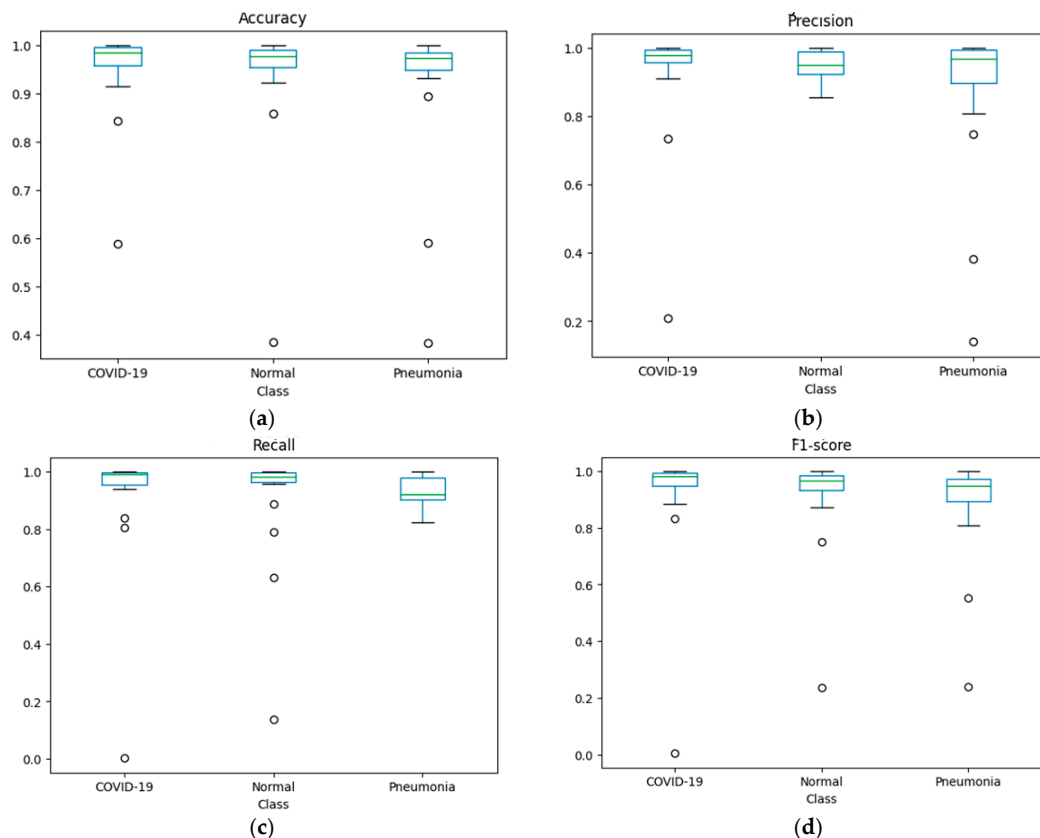 Accuracy
1.0
0.9
0.8
0.7
0.6
0.5
0.4
COVID-19 Normal Pneumonia
Class
(a)
Precision
1.0
0.8
0.6
0.4
0.2
COVID-19 Normal Pneumonia
Class
(b)
Recall
1.0
0.8
0.6
0.4
0.2
0.0
COVID-19 Normal Pneumonia
Class
(c)
F1-score
1.0
0.8
0.6
0.4
0.2
0.0
COVID-19 Normal Pneumonia
Class
(d)